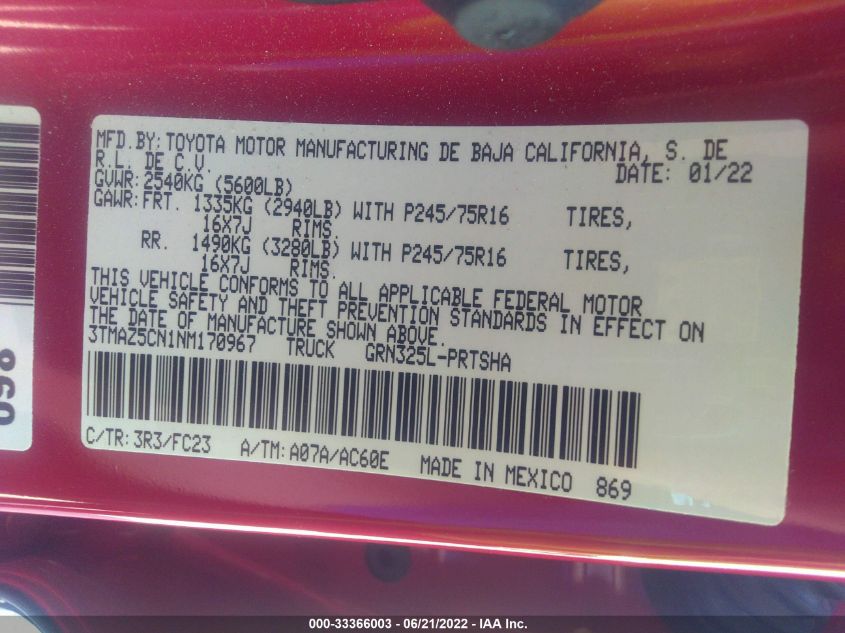 MFD.BY:TOYOTA MOTOR MANUFACTURING DE BAJA CALIFORNIA, S. DE
R.L. DE C.V. DATE: 01/22
GVWR:2540KG (5600LB)
GAWR:FRT. 1335KG (2940LB) WITH P245/75R16 TIRES,
16X7J RIMS.
RR. 1490KG (3280LB) WITH P245/75R16 TIRES,
16X7J RIMS.
THIS VEHICLE CONFORMS TO ALL APPLICABLE FEDERAL MOTOR
VEHICLE SAFETY AND THEFT PREVENTION STANDARDS IN EFFECT ON
THE DATE OF MANUFACTURE SHOWN ABOVE.
3TMAZ5CN1NM170967 TRUCK GRN325L-PRTSHA
C/TR:3R3/FC23 A/TM:A07A/AC60E MADE IN MEXICO 869
098
000-33366003 - 06/21/2022 - IAA Inc.